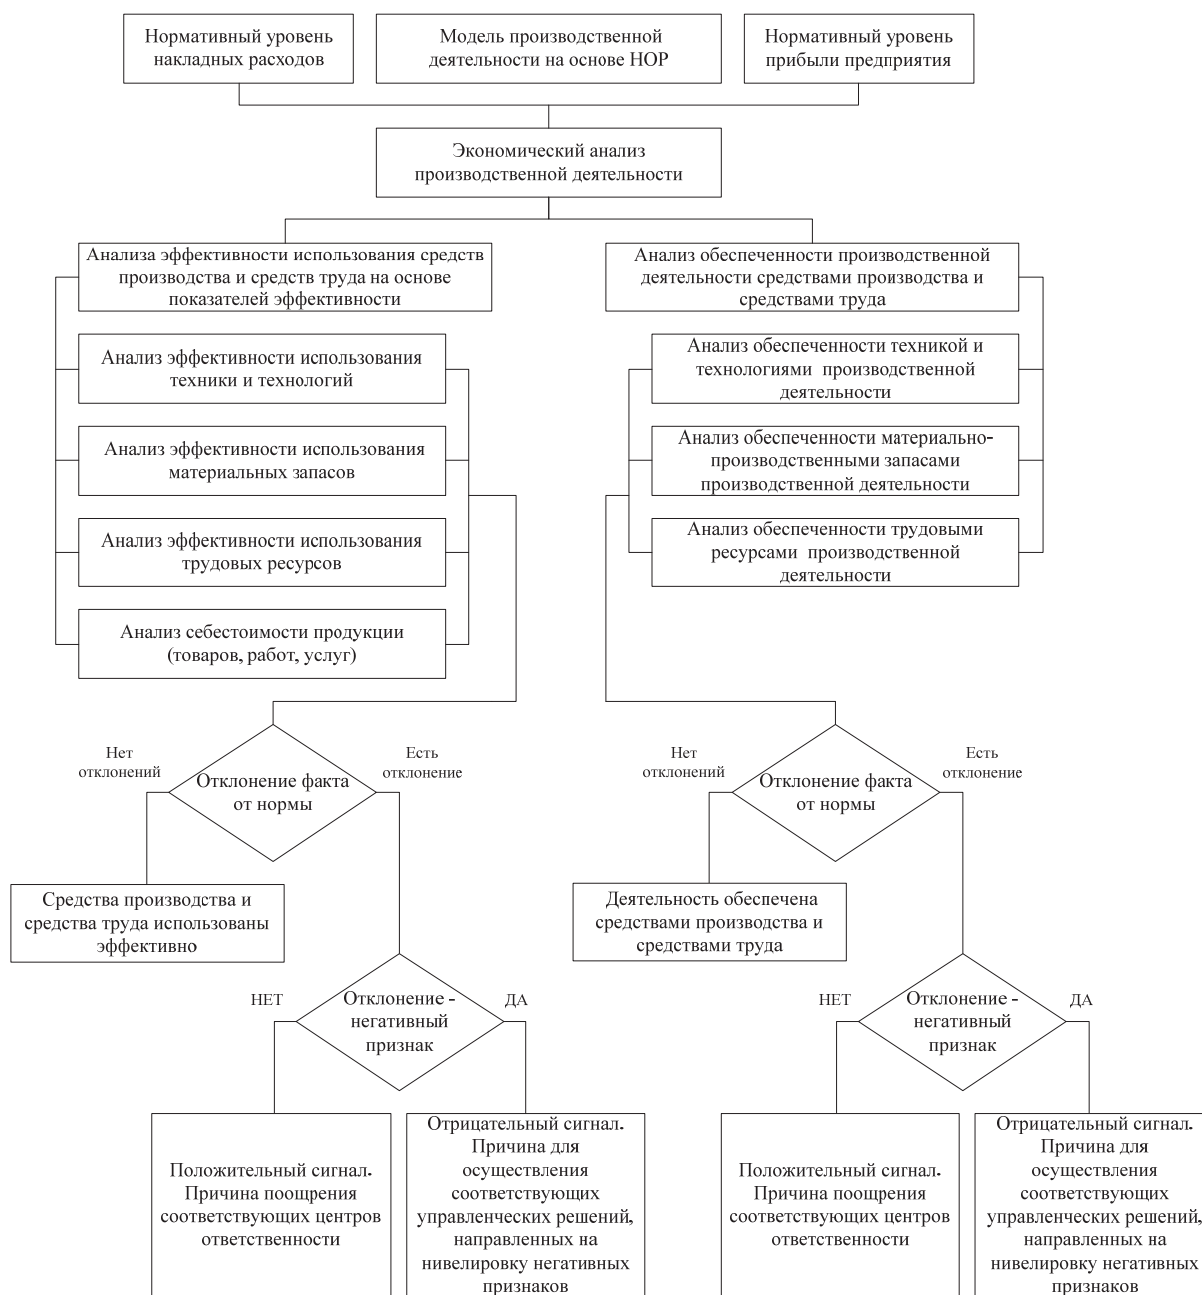 Нормативный уровень
накладных расходов
Модель производственной
деятельности на основе НОР
Нормативный уровень
прибыли предприятия
Экономический анализ
производственной деятельности
Анализа эффективности использования средств
производства и средств труда на основе
показателей эффективности
Анализ обеспеченности производственной
деятельности средствами производства и
средствами труда
Анализ эффективности использования
техники и технологий
Анализ обеспеченности техникой и
технологиями производственной
деятельности
Анализ эффективности использования
материальных запасов
Анализ обеспеченности материально-
производственными запасами
производственной деятельности
Анализ эффективности использования
трудовых ресурсов
Анализ обеспеченности трудовыми
ресурсами производственной
деятельности
Анализ себестоимости продукции
(товаров, работ, услуг)
Нет
отклонений
Отклонение факта
от нормы
Есть
отклонение
Нет
отклонений
Отклонение факта
от нормы
Есть
отклонение
Средства производства и
средства труда использованы
эффективно
Деятельность обеспечена
средствами производства и
средствами труда
НЕТ
Отклонение -
негативный
признак
ДА
НЕТ
Отклонение -
негативный
признак
ДА
Положительный сигнал.
Причина поощрения
соответствующих центров
ответственности
Отрицательный сигнал.
Причина для
осуществления
соответствующих
управленческих решений,
направленных на
нивелировку негативных
признаков
Положительный сигнал.
Причина поощрения
соответствующих центров
ответственности
Отрицательный сигнал.
Причина для
осуществления
соответствующих
управленческих решений,
направленных на
нивелировку негативных
признаков